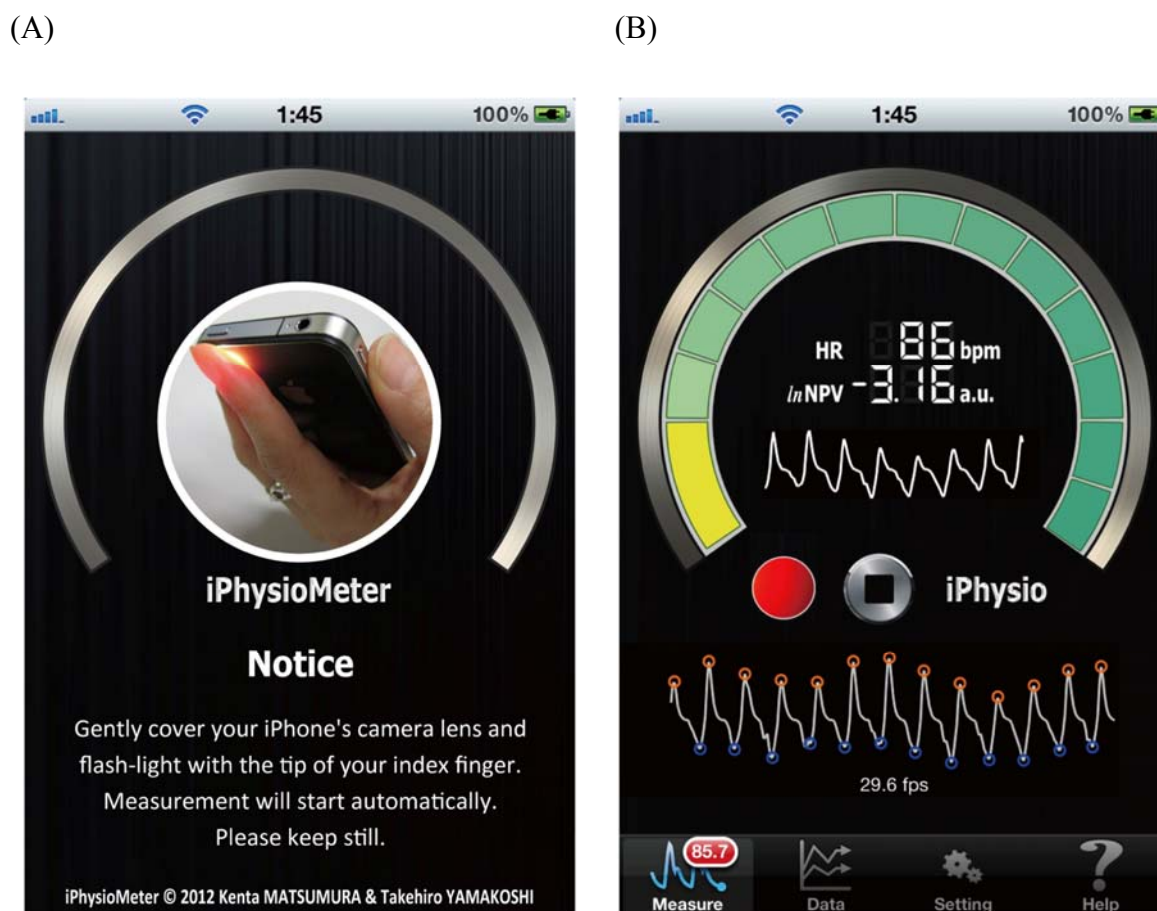 (A)
1:45
100%
iPhysioMeter
Notice
Gently cover your iPhone's camera lens and
flash-light with the tip of your index finger.
Measurement will start automatically.
Please keep still.
iPhysioMeter © 2012 Kenta MATSUMURA & Takehiro YAMAKOSHI
(B)
1:45
100%
HR 86 bpm
lnNPV -3.16 a.u.
iPhysio
29.6 fps
85.7
Measure
Data
Setting
Help